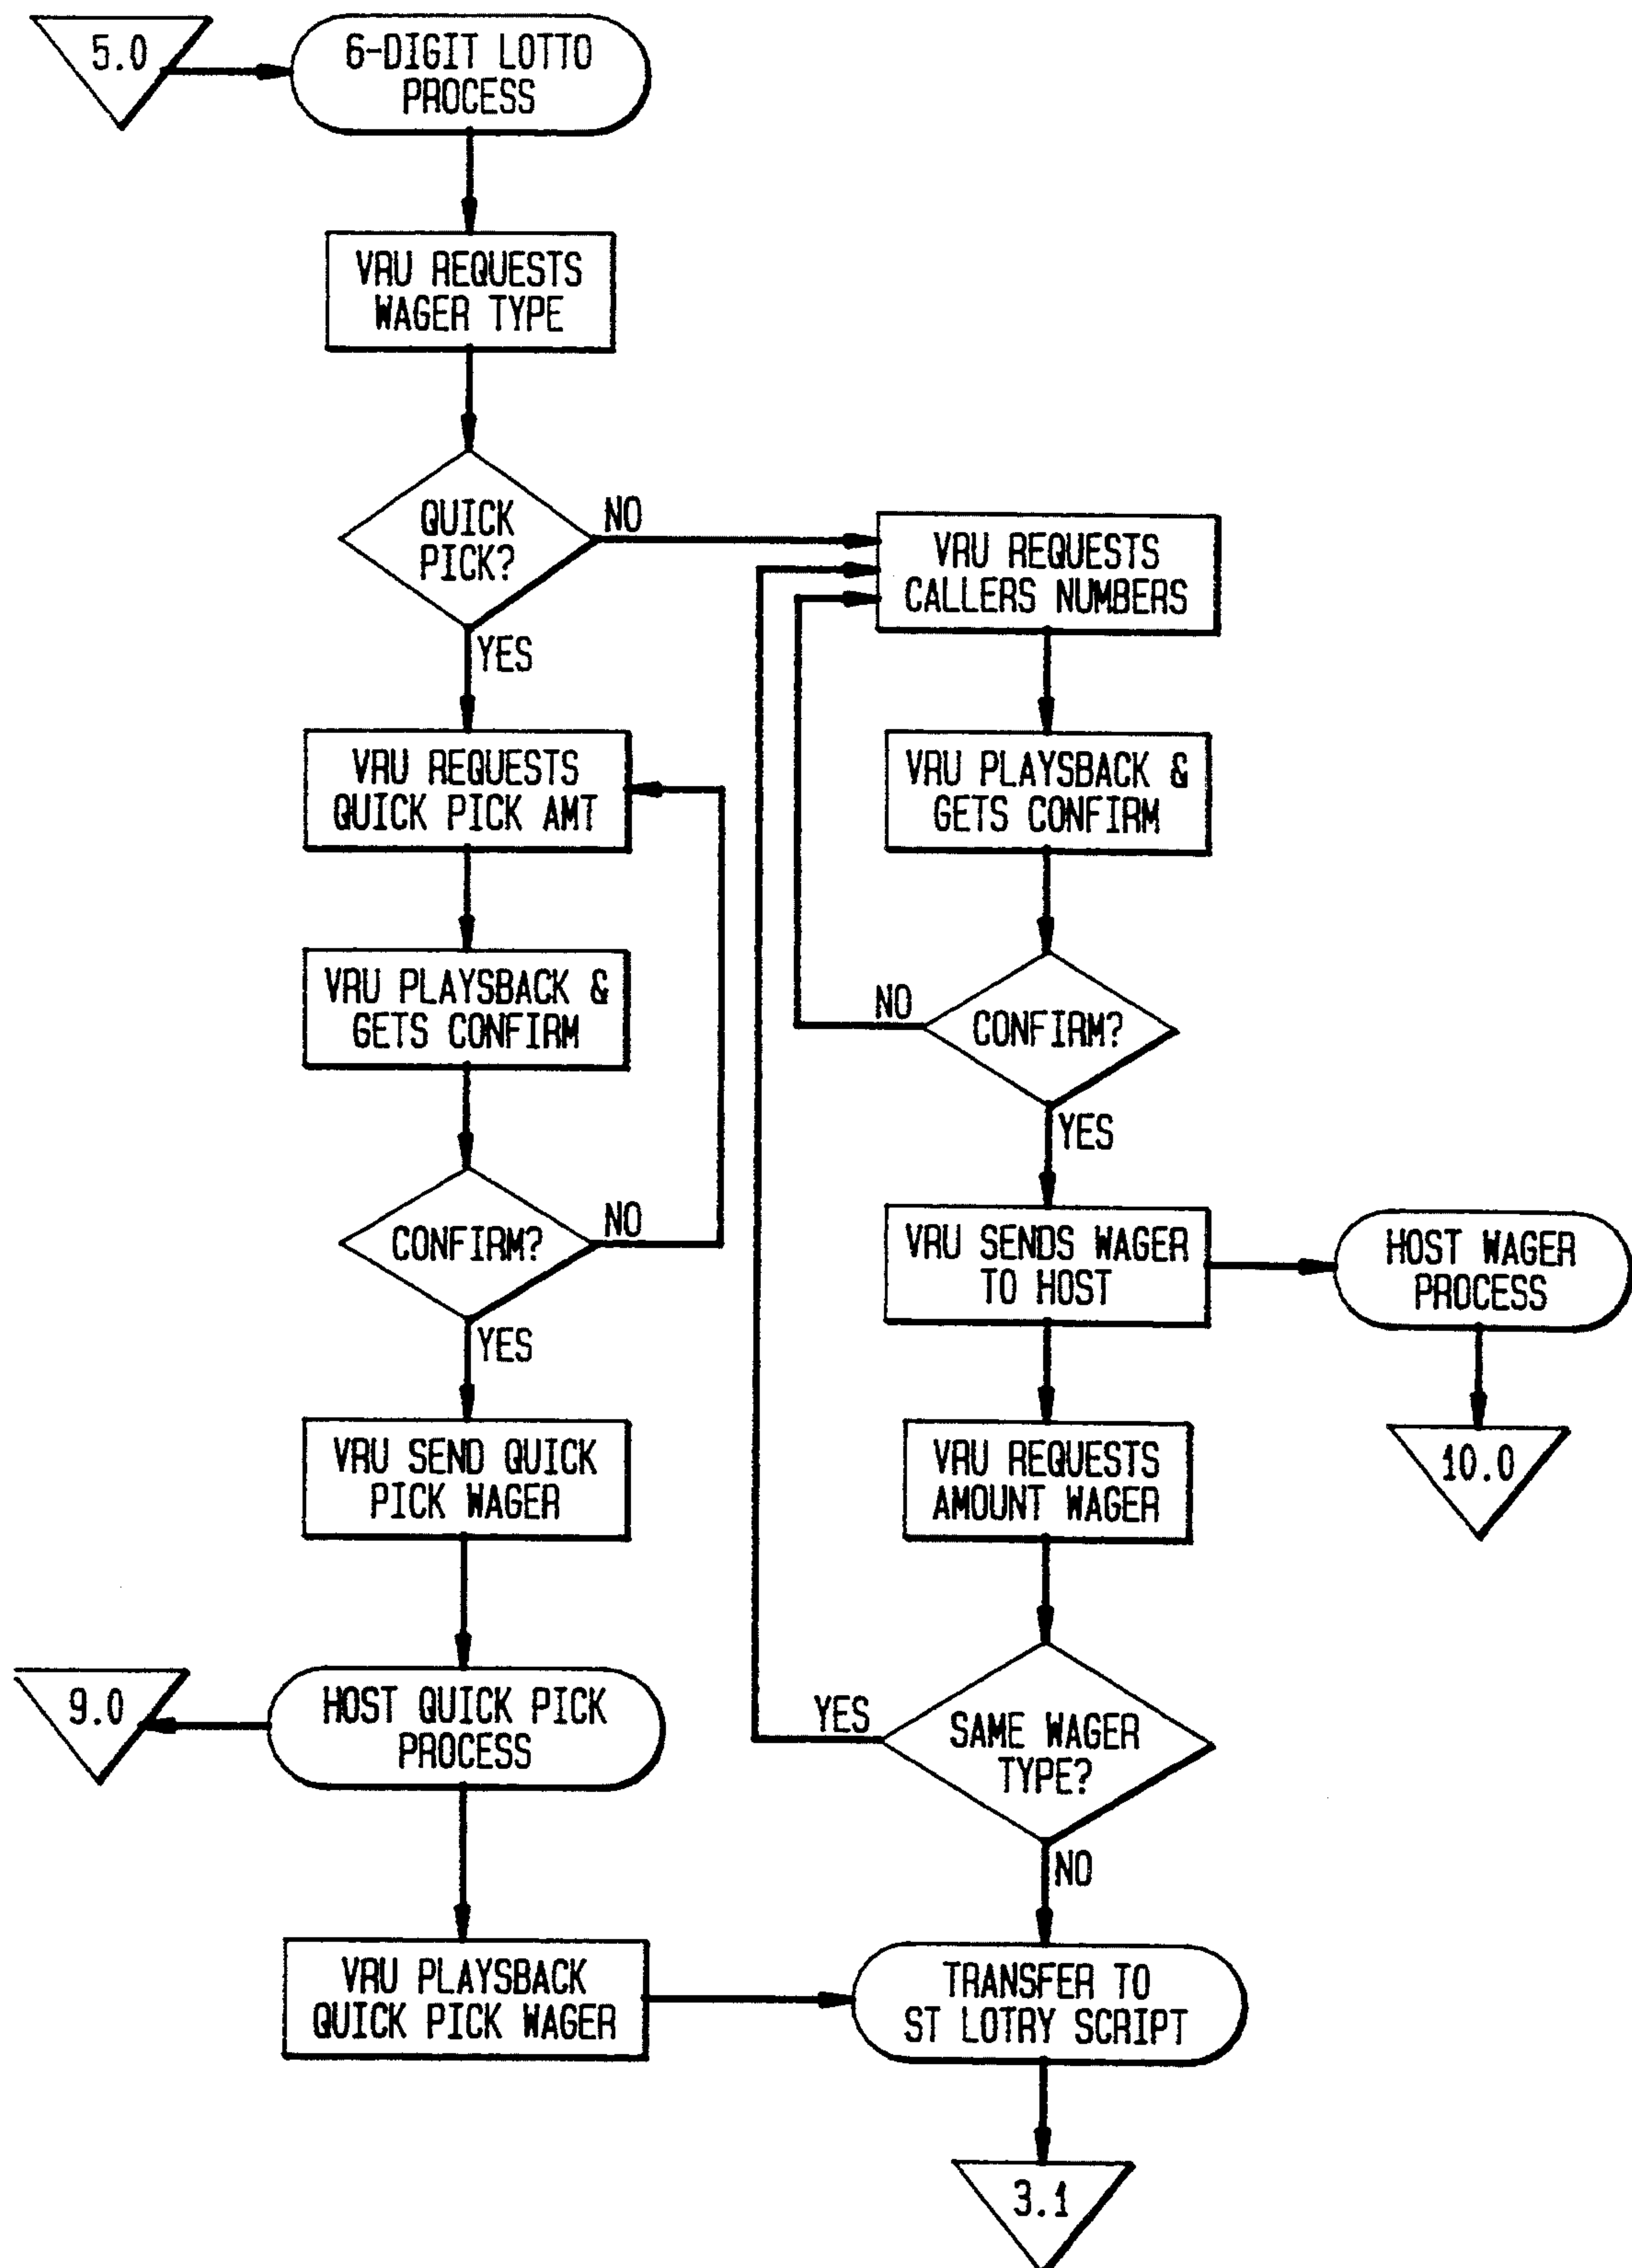 5.0
6-DIGIT LOTTO
PROCESS
VRU REQUESTS
WAGER TYPE
QUICK
PICK?
NO
YES
VRU REQUESTS
CALLERS NUMBERS
VRU REQUESTS
QUICK PICK AMT
VRU PLAYSBACK &
GETS CONFIRM
VRU PLAYSBACK &
GETS CONFIRM
NO
CONFIRM?
YES
CONFIRM?
NO
YES
VRU SENDS WAGER
TO HOST
HOST WAGER
PROCESS
10.0
VRU SEND QUICK
PICK WAGER
VRU REQUESTS
AMOUNT WAGER
9.0
HOST QUICK PICK
PROCESS
YES
SAME WAGER
TYPE?
NO
VRU PLAYSBACK
QUICK PICK WAGER
TRANSFER TO
ST LOTRY SCRIPT
3.1